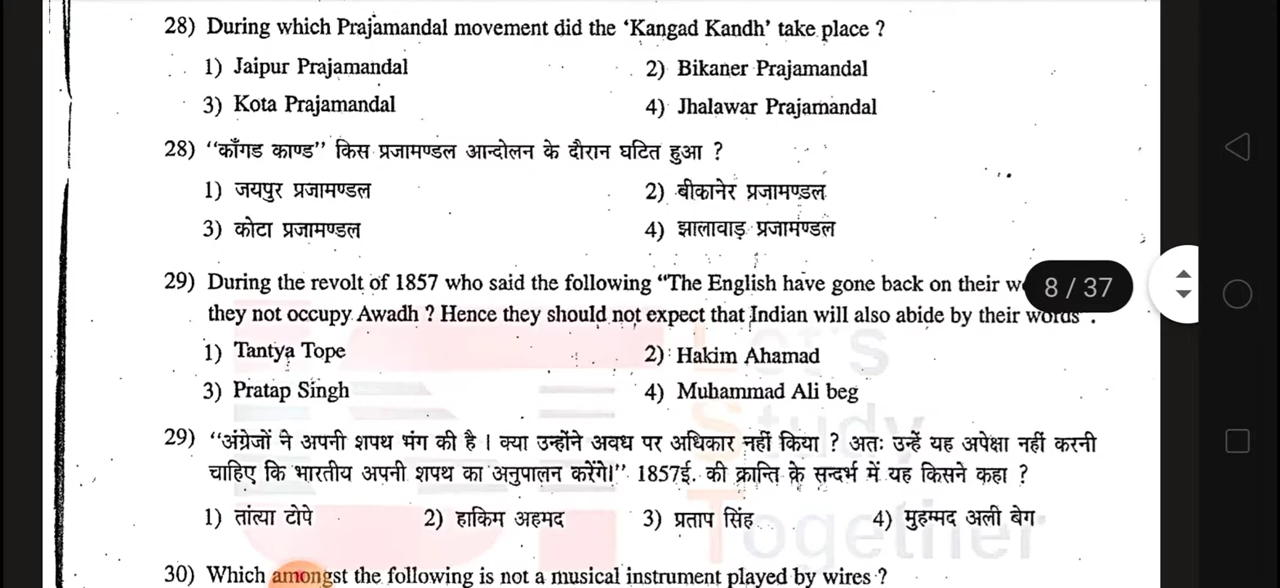 28) During which Prajamandal movement did the 'Kangad Kandh' take place ?
1) Jaipur Prajamandal 2) Bikaner Prajamandal
3) Kota Prajamandal 4) Jhalawar Prajamandal
28) "काँगड काण्ड" किस प्रजामण्डल आन्दोलन के दौरान घटित हुआ ?
1) जयपुर प्रजामण्डल 2) बीकानेर प्रजामण्डल
3) कोटा प्रजामण्डल 4) झालावाड़ प्रजामण्डल
29) During the revolt of 1857 who said the following "The English have gone back on their
8 / 37
they not occupy Awadh ? Hence they should not expect that Indian will also abide by their words".
1) Tantya Tope 2) Hakim Ahamad
3) Pratap Singh 4) Muhammad Ali beg
29) "अंग्रेजों ने अपनी शपथ भंग की है । क्या उन्होंने अवध पर अधिकार नहीं किया ? अतः उन्हें यह अपेक्षा नहीं करनी
चाहिए कि भारतीय अपनी शपथ का अनुपालन करेंगे।" 1857ई. की क्रान्ति के सन्दर्भ में यह किसने कहा ?
1) तांत्या टोपे 2) हाकिम अहमद 3) प्रताप सिंह 4) मुहम्मद अली बेग
30) Which amongst the following is not a musical instrument played by wires ?
Let's
Study
Together